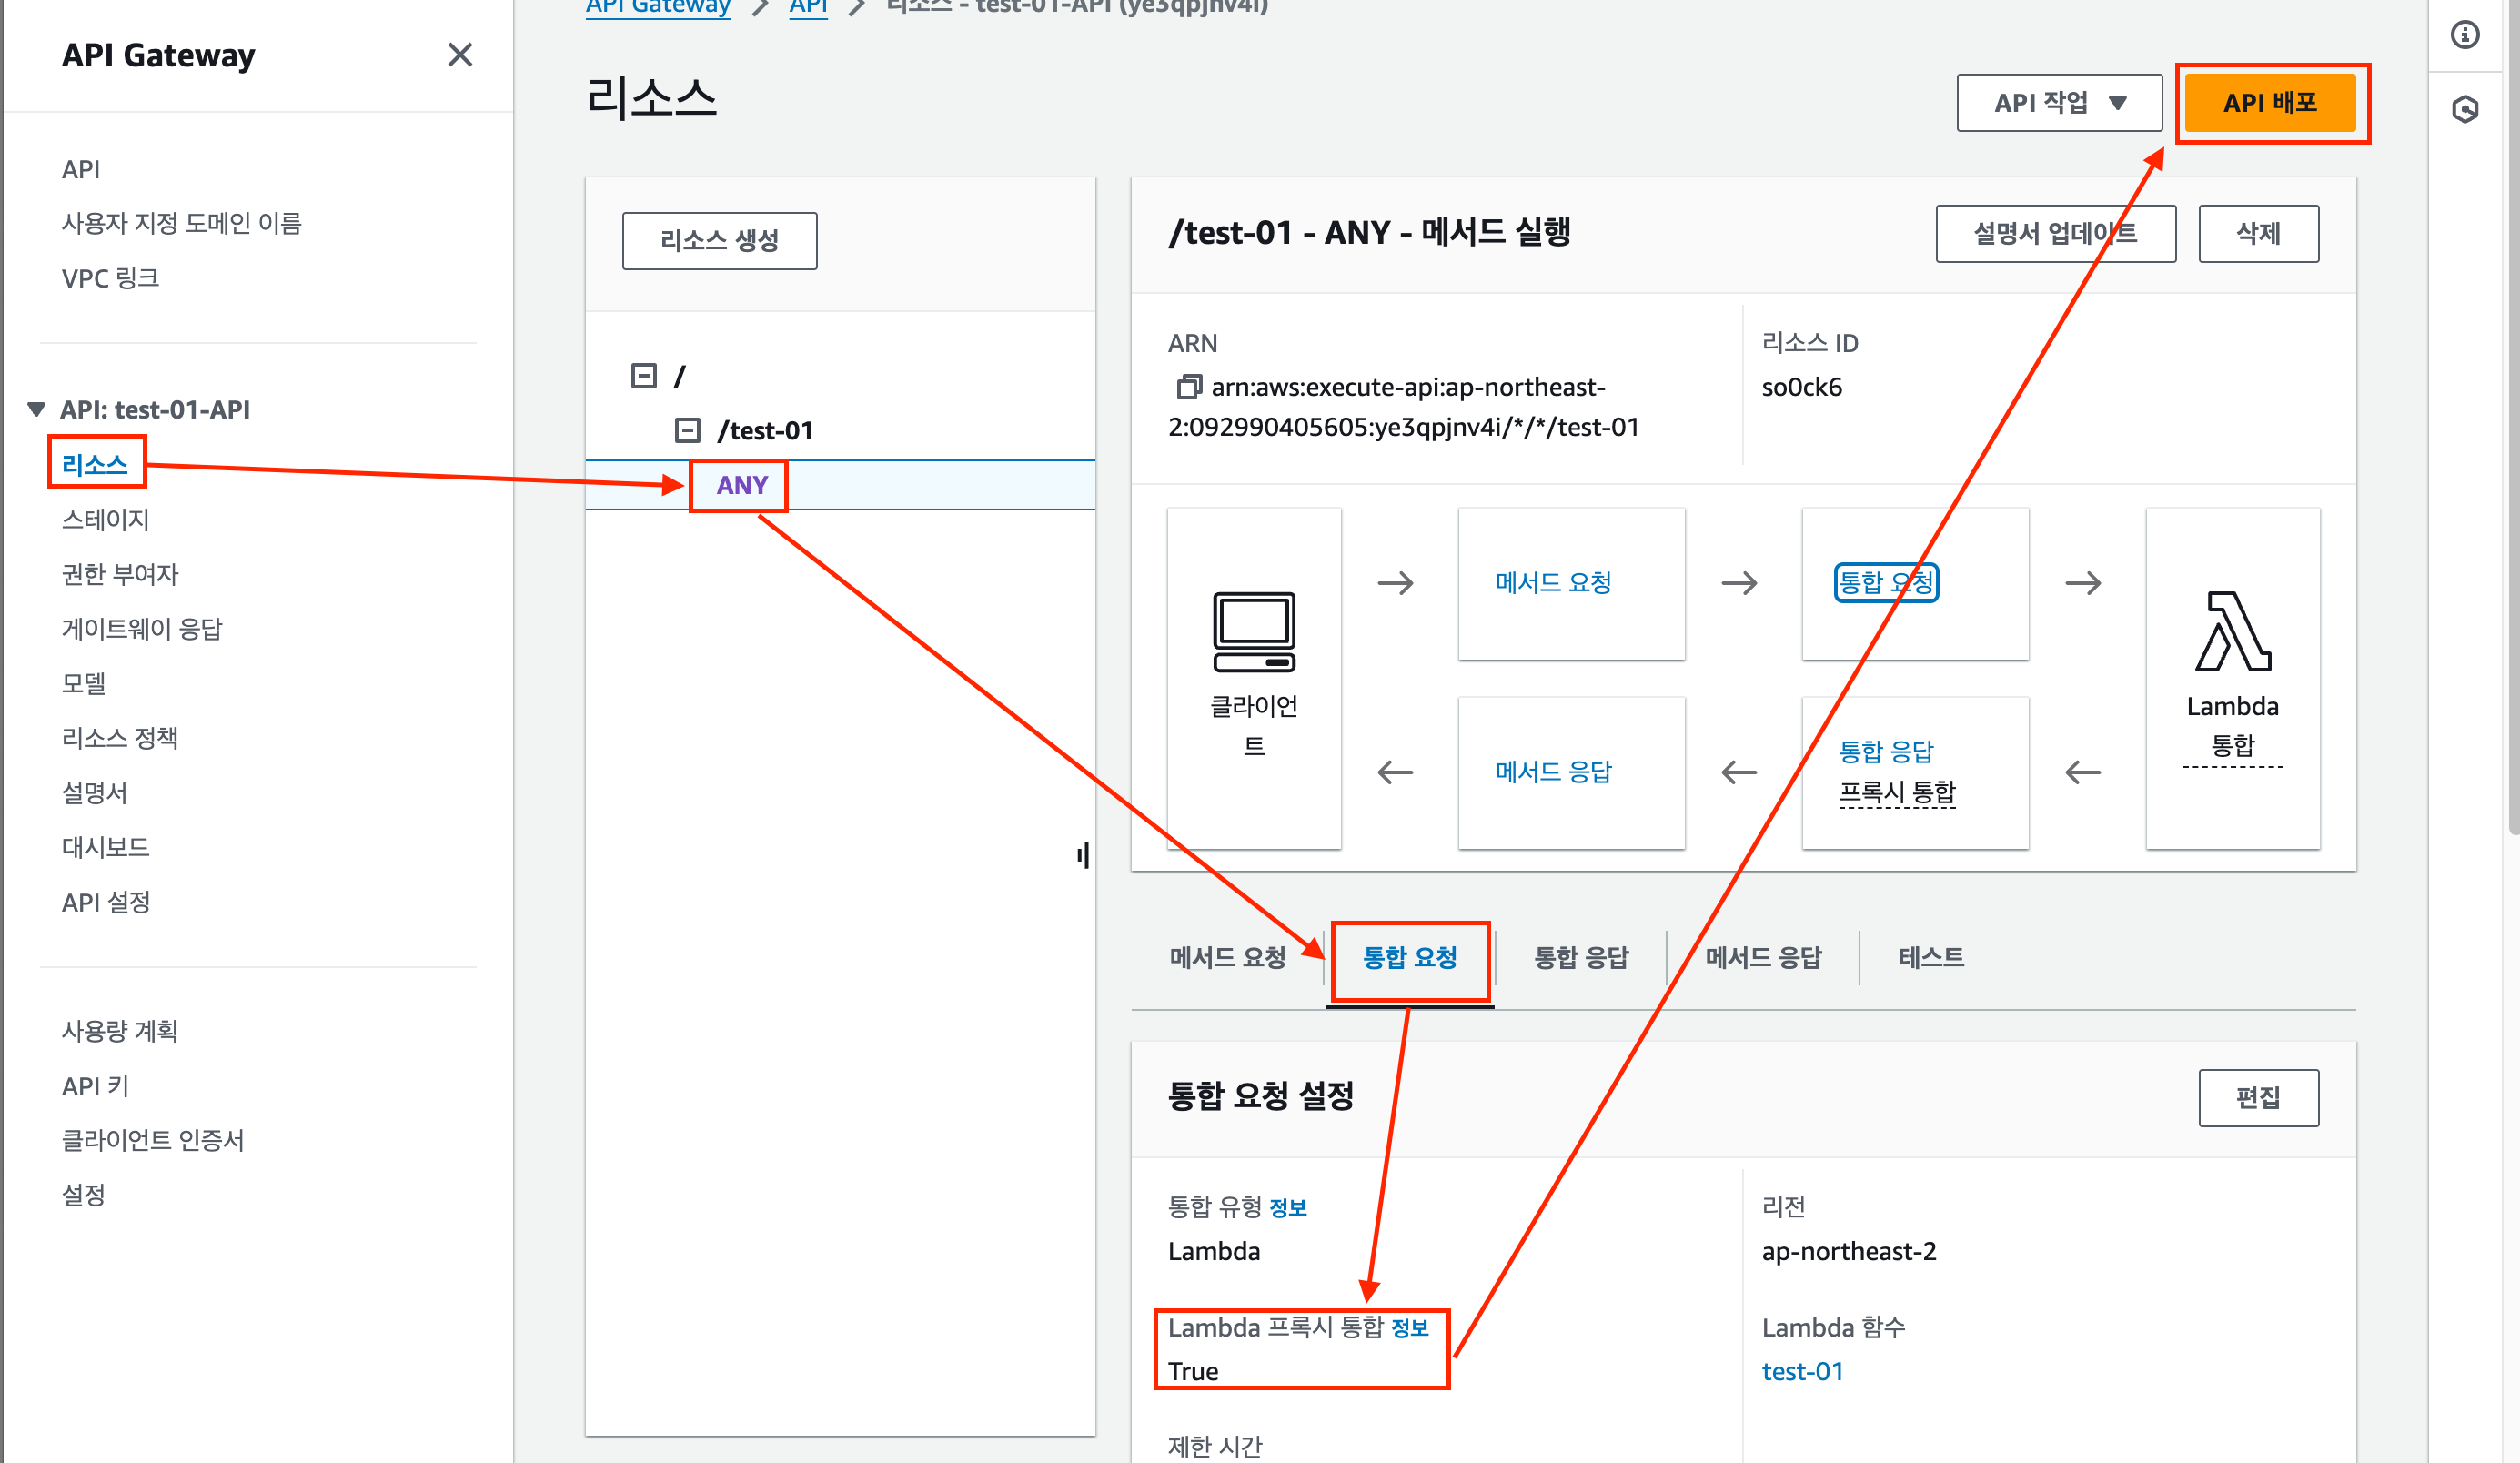 API Gateway
API
사용자 지정 도메인 이름
VPC 링크
API: test-01-API
리소스
스테이지
권한 부여자
게이트웨이 응답
모델
리소스 정책
설명서
대시보드
API 설정
사용량 계획
API 키
클라이언트 인증서
설정
API Gateway > API > 리소스 - test-01-API (ye3qpjnv4i)
리소스
API 작업
API 배포
리소스 생성
/
/test-01
ANY
/test-01 - ANY - 메서드 실행
설명서 업데이트
삭제
ARN
arn:aws:execute-api:ap-northeast-
2:092990405605:ye3qpjnv4i/*/*/test-01
리소스 ID
so0ck6
클라이언
트
메서드 요청
통합 요청
Lambda
통합
메서드 응답
통합 응답
프록시 통합
메서드 요청
통합 요청
통합 응답
메서드 응답
테스트
통합 요청 설정
편집
통합 유형 정보
Lambda
리전
ap-northeast-2
Lambda 프록시 통합 정보
True
Lambda 함수
test-01
제한 시간